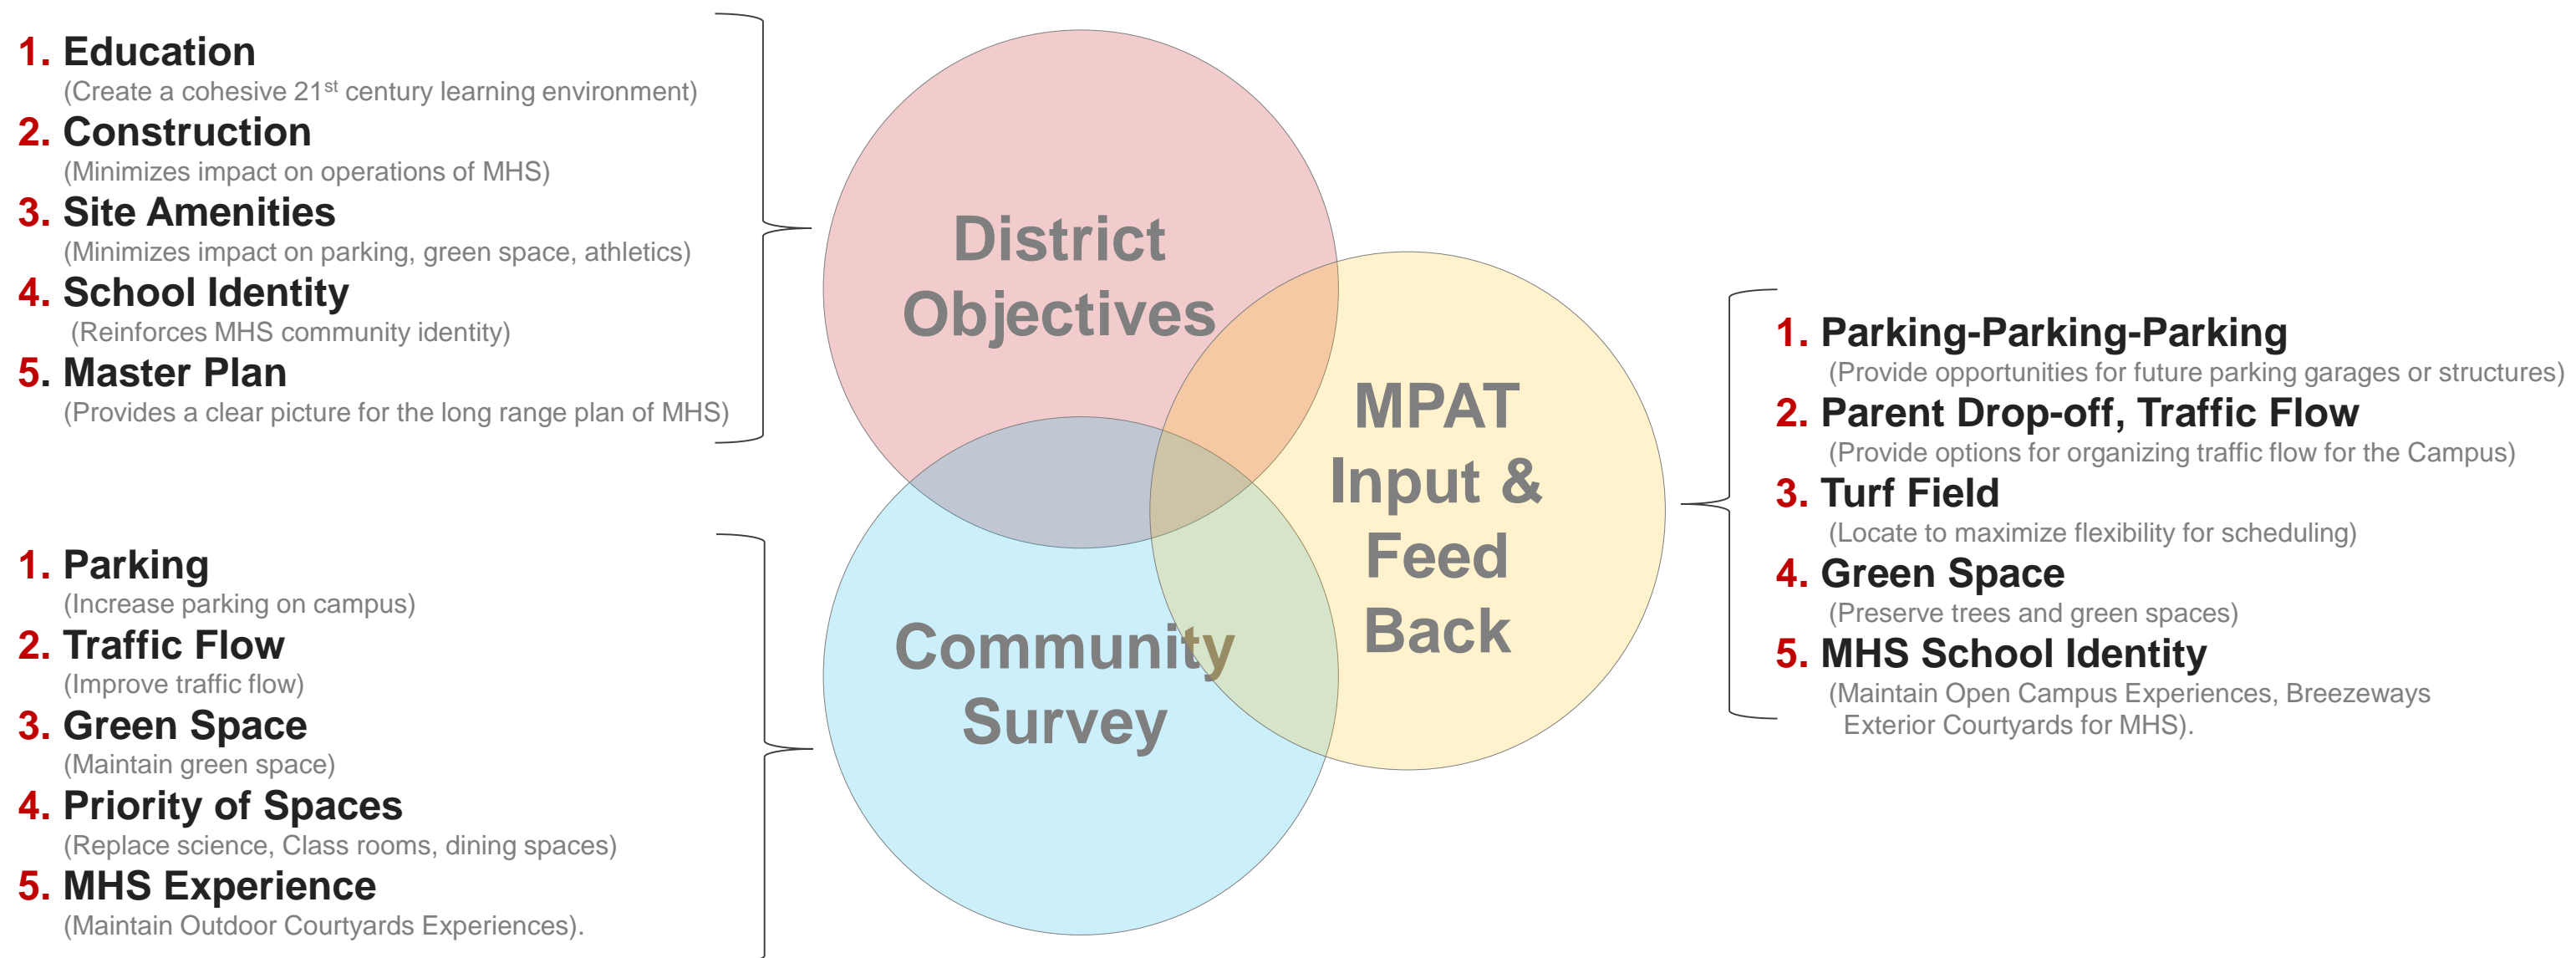 1. Education
(Create a cohesive 21st century learning environment)
2. Construction
(Minimizes impact on operations of MHS)
3. Site Amenities
(Minimizes impact on parking, green space, athletics)
4. School Identity
(Reinforces MHS community identity)
5. Master Plan
(Provides a clear picture for the long range plan of MHS)
1. Parking
(Increase parking on campus)
2. Traffic Flow
(Improve traffic flow)
3. Green Space
(Maintain green space)
4. Priority of Spaces
(Replace science, Class rooms, dining spaces)
5. MHS Experience
(Maintain Outdoor Courtyards Experiences).
District
Objectives
Community
Survey
MPAT
Input &
Feed
Back
1. Parking-Parking-Parking
(Provide opportunities for future parking garages or structures)
2. Parent Drop-off, Traffic Flow
(Provide options for organizing traffic flow for the Campus)
3. Turf Field
(Locate to maximize flexibility for scheduling)
4. Green Space
(Preserve trees and green spaces)
5. MHS School Identity
(Maintain Open Campus Experiences, Breezeways
Exterior Courtyards for MHS).